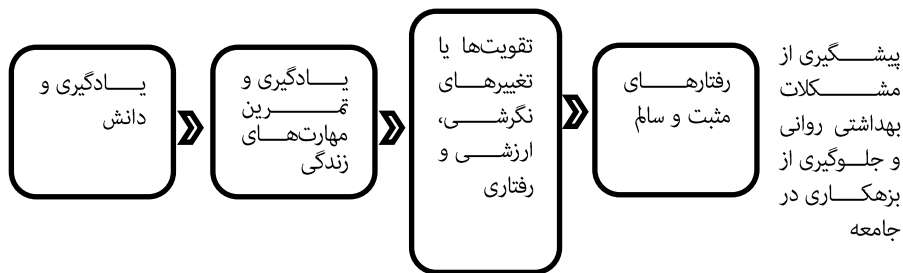 یادگیری و
دانش
یادگیری و
تمرین
مهارت‌های
زندگی
تقویت‌ها یا
تغییرهای
نگرشی،
ارزشی و
رفتاری
رفتارهای
مثبت و سالم
پیشگیری از
مشکلات
بهداشتی روانی
و جلوگیری از
بزهکاری در
جامعه